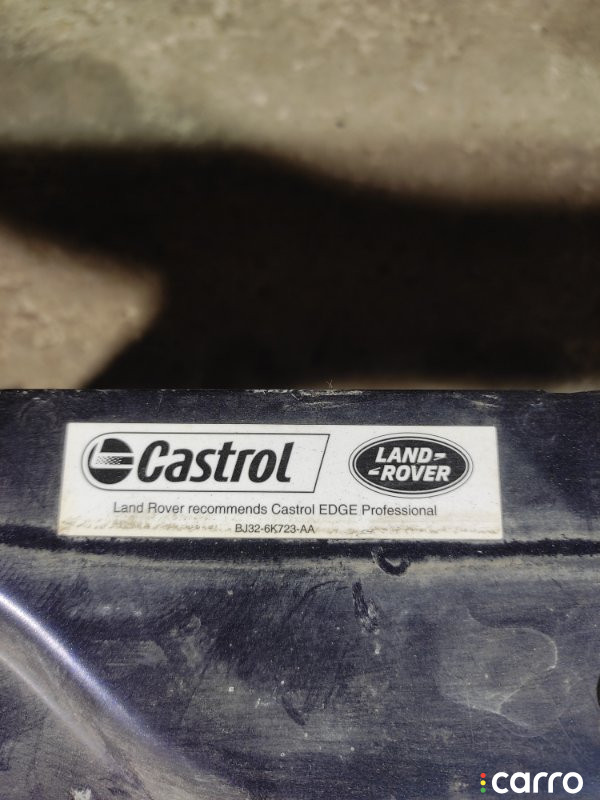 Castrol
LAND-
-ROVER
Land Rover recommends Castrol EDGE Professional
BJ32-6K723-AA
carro